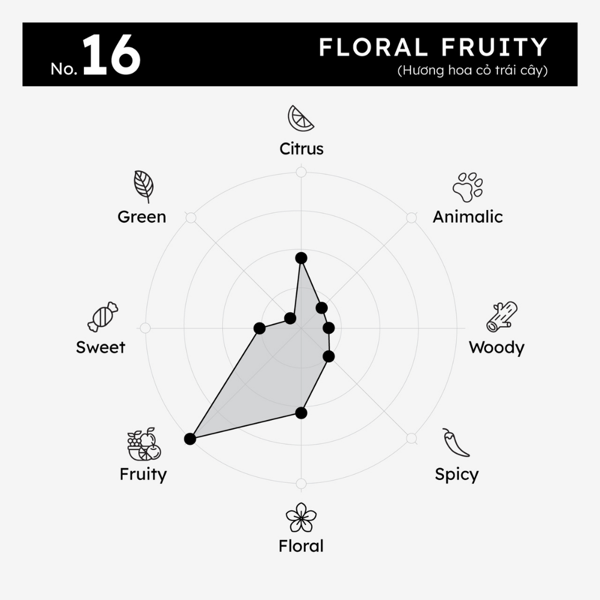 No. 16
FLORAL FRUITY
(Hương hoa cỏ trái cây)
Citrus
Green
Animalic
Sweet
Woody
Fruity
Spicy
Floral